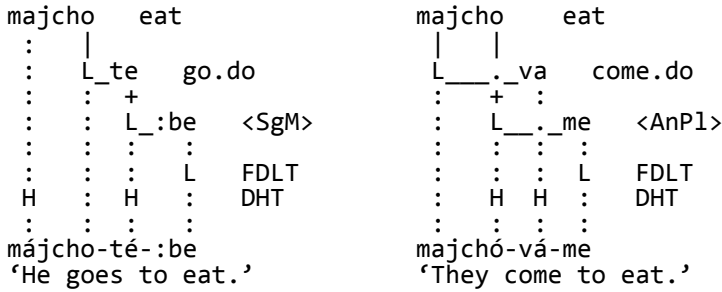 majcho    eat                  majcho    eat
 :   |                          |   |
 :   L_te   go.do               L___._va   come.do
 :   :  +                       :   +  :
 :   :  L_:be   <SgM>           :   L__._me   <AnPl>
 :   :  :   :                   :   :  :  :
 :   :  :   L   FDLT            :   :  :  L   FDLT
 H   :  H   :   DHT             :   H  H  :   DHT
 :   :  :   :                   :   :  :  :
májcho-té-:be                  majchó-vá-me
‘He goes to eat.’              ‘They come to eat.’